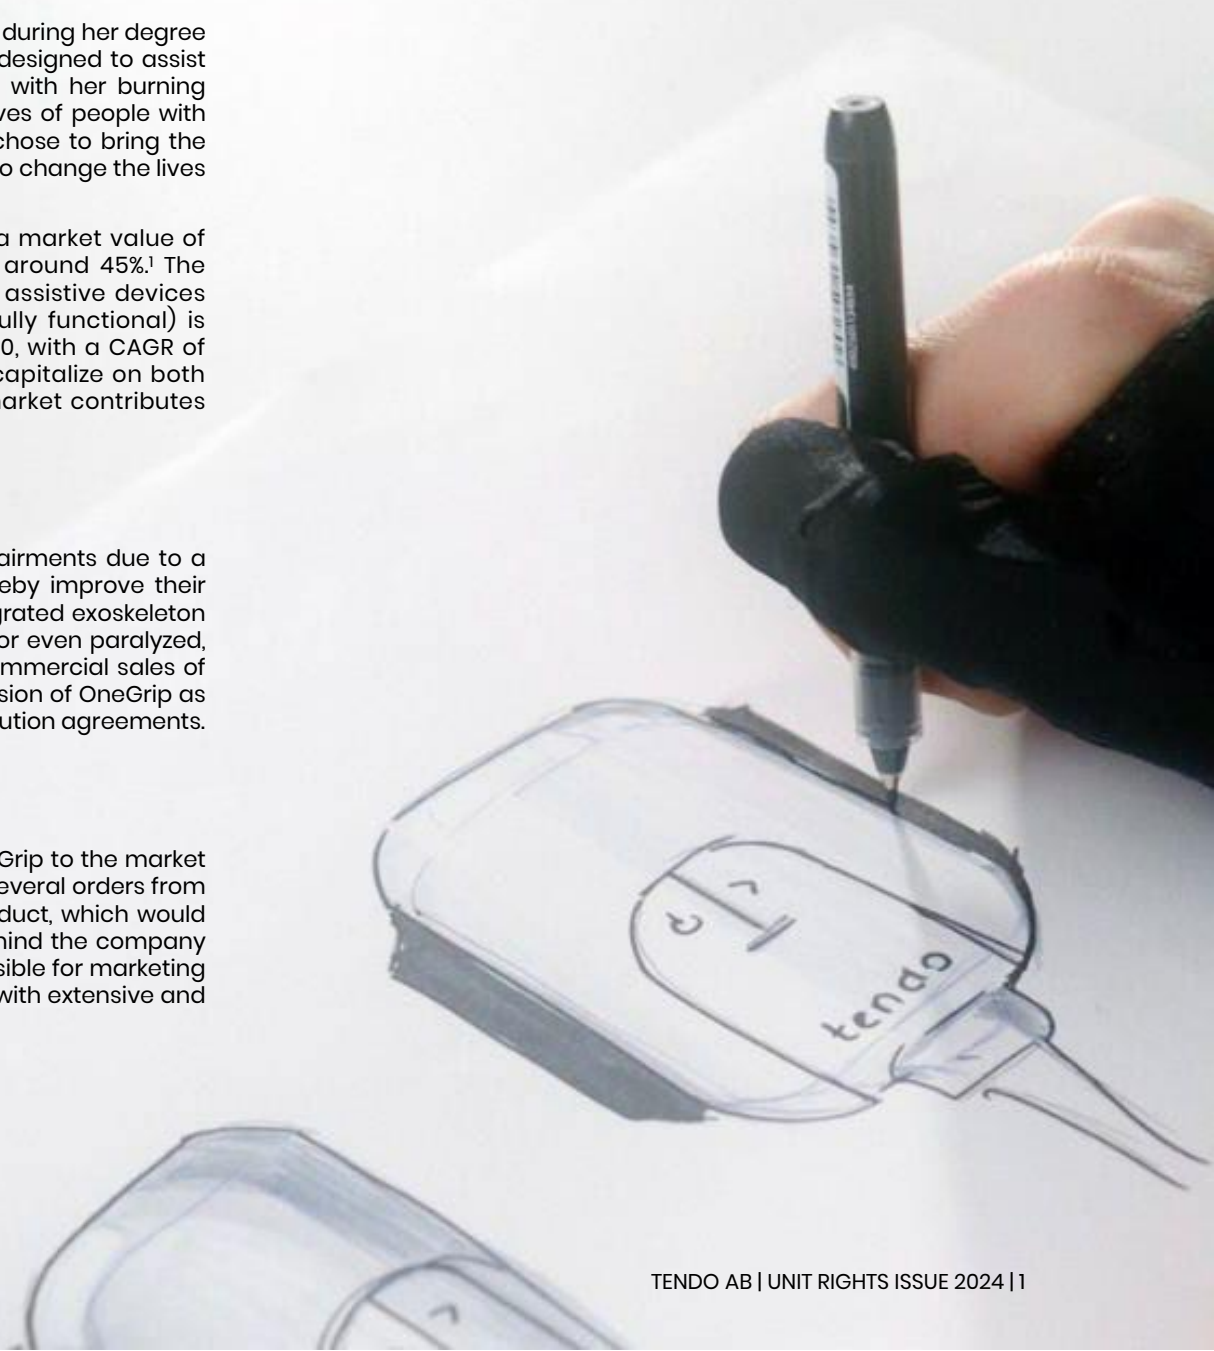 during her degree
designed to assist
with her burning
ves of people with
chose to bring the
o change the lives
a market value of
around 45%.¹ The
assistive devices
ully functional) is
0, with a CAGR of
capitalize on both
market contributes
airments due to a
eby improve their
grated exoskeleton
or even paralyzed,
mmercial sales of
sion of OneGrip as
ution agreements.
Grip to the market
everal orders from
duct, which would
hind the company
sible for marketing
with extensive and
tendo
TENDO AB | UNIT RIGHTS ISSUE 2024 | 1